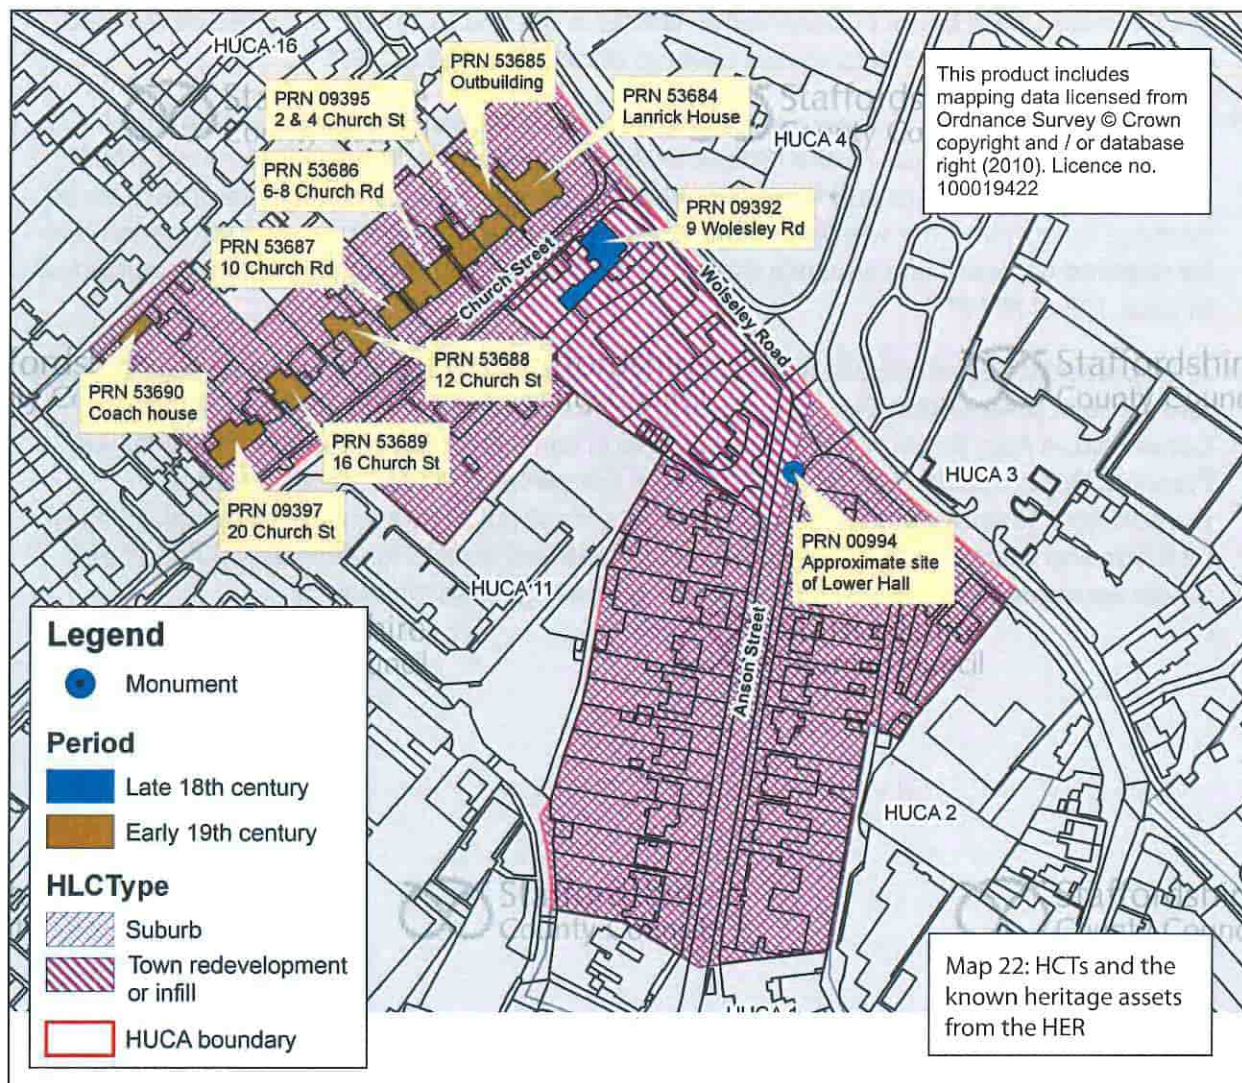 HUCA 16
PRN 53685
Outbuilding
PRN 09395
2 & 4 Church St
PRN 53684
Lanrick House
HUCA 4
This product includes
mapping data licensed from
Ordnance Survey © Crown
copyright and / or database
right (2010). Licence no.
100019422
PRN 53686
6-8 Church Rd
PRN 09392
9 Wolesley Rd
PRN 53687
10 Church Rd
Church Street
Wolseley Road
PRN 53688
12 Church St
PRN 53690
Coach house
PRN 53689
16 Church St
PRN 09397
20 Church St
HUCA 3
PRN 00994
Approximate site
of Lower Hall
HUCA 11
Anson Street
HUCA 2
Legend
Monument
Period
Late 18th century
Early 19th century
HLCType
Suburb
Town redevelopment
or infill
HUCA boundary
Map 22: HCTs and the
known heritage assets
from the HER
Staffordshire
County Council